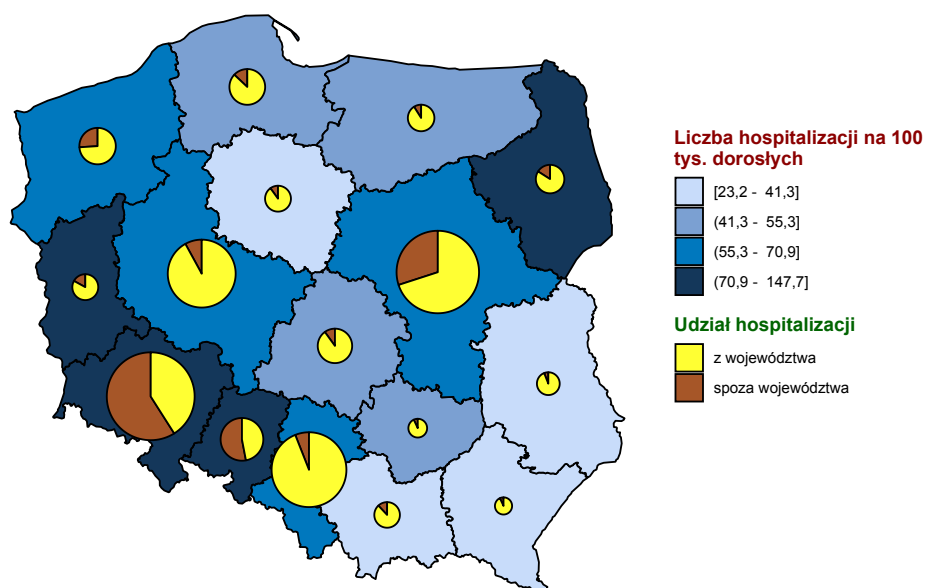 Liczba hospitalizacji na 100
tys. dorosłych
[23,2 - 41,3]
(41,3 - 55,3]
(55,3 - 70,9]
(70,9 - 147,7]
Udział hospitalizacji
z województwa
spoza województwa